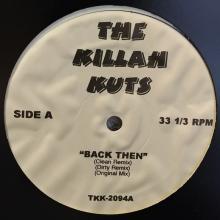 THE
KILLAH
KUTS
SIDE A
33 1/3 RPM
"BACK THEN"
(Clean Remix)
(Dirty Remix)
(Original Mix)
TKK-2094A